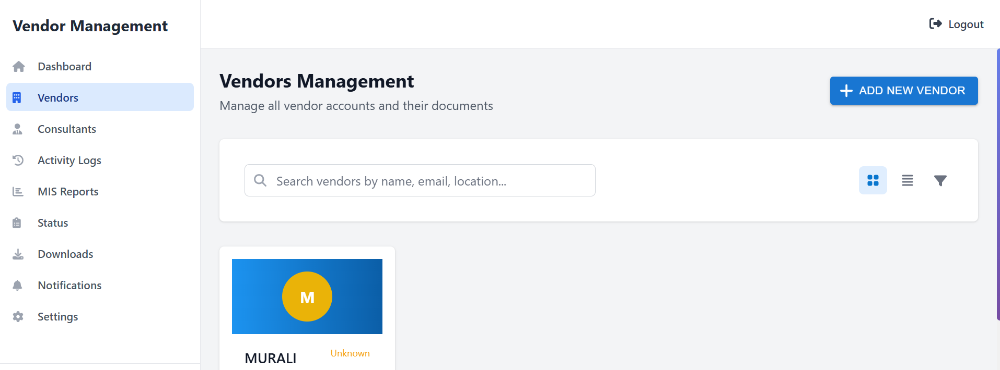 Vendor Management
Dashboard
Vendors
Consultants
Activity Logs
MIS Reports
Status
Downloads
Notifications
Settings
Logout
Vendors Management
Manage all vendor accounts and their documents
ADD NEW VENDOR
Search vendors by name, email, location...
M
MURALI
Unknown